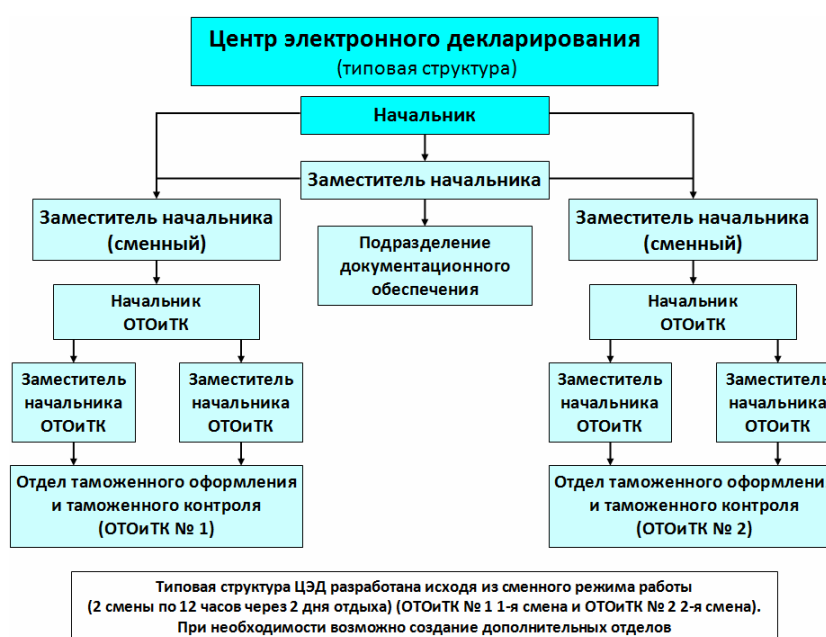 Центр электронного декларирования
(типовая структура)
Начальник
Заместитель начальника
Заместитель начальника
(сменный)
Подразделение
документационного
обеспечения
Заместитель начальника
(сменный)
Начальник
ОТОиТК
Начальник
ОТОиТК
Заместитель
начальника
ОТОиТК
Заместитель
начальника
ОТОиТК
Заместитель
начальника
ОТОиТК
Заместитель
начальника
ОТОиТК
Отдел таможенного оформления
и таможенного контроля
(ОТОиТК № 1)
Отдел таможенного оформлени
и таможенного контроля
(ОТОиТК № 2)
Типовая структура ЦЭД разработана исходя из сменного режима работы
(2 смены по 12 часов через 2 дня отдыха) (ОТОиТК № 1 1-я смена и ОТОиТК № 2 2-я смена).
При необходимости возможно создание дополнительных отделов